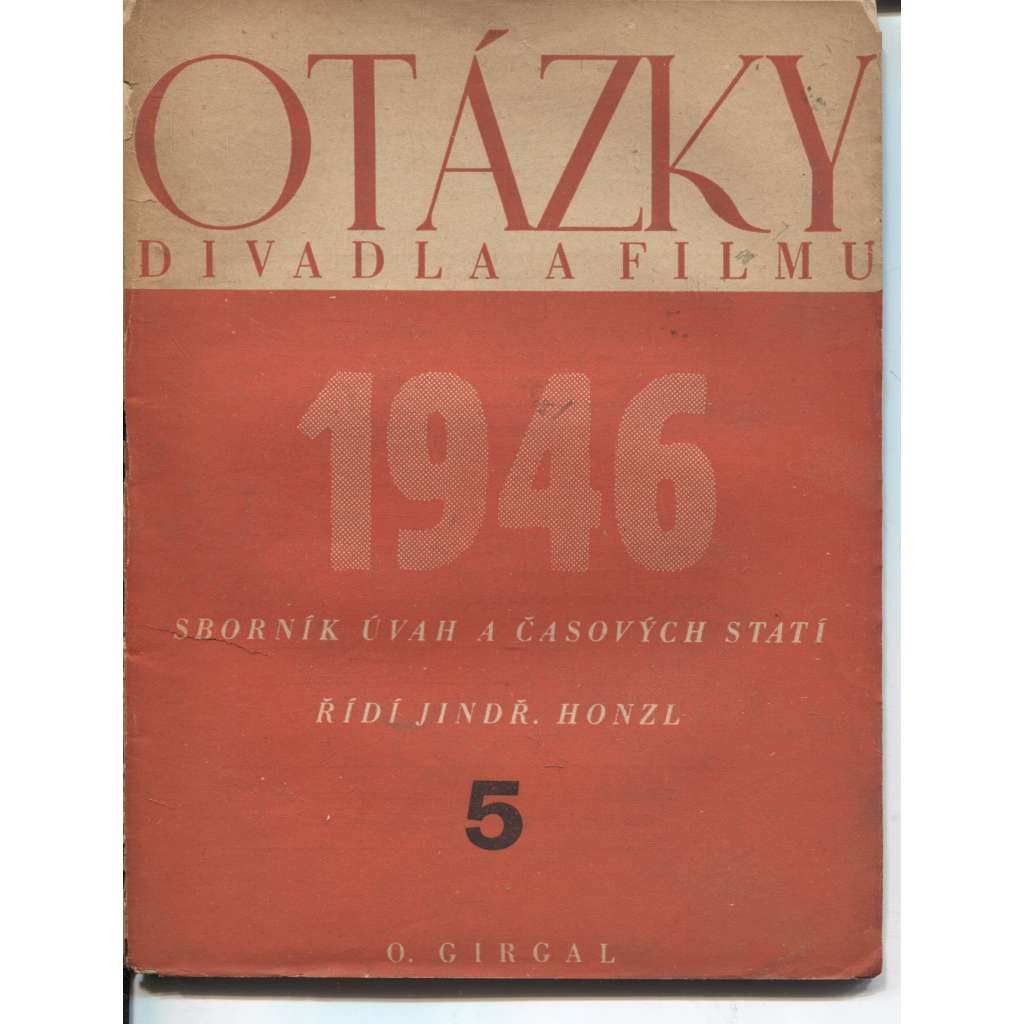 OTÁZKY
DIVADLA A FILMU
1946
SBORNÍK ÚVAH A ČASOVÝCH STATÍ
ŘÍDÍ JINDŘ. HONZL
5
O. GIRGAL